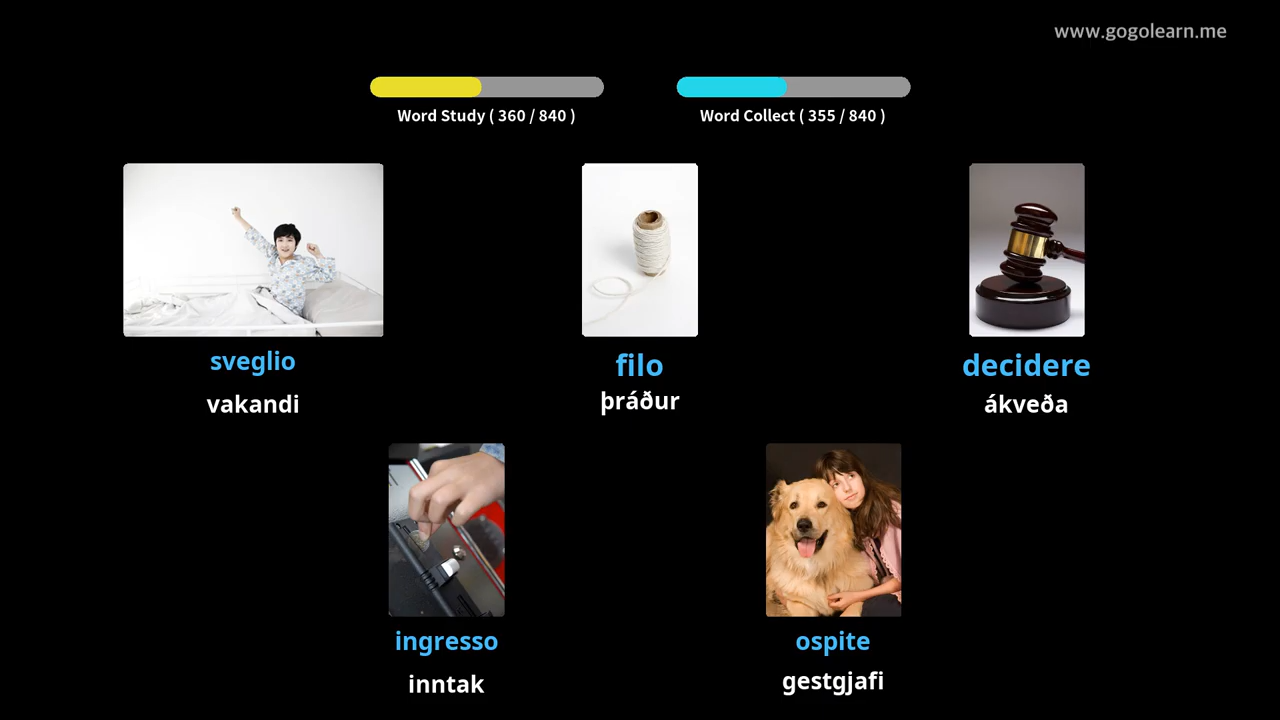 www.gogolearn.me
Word Study ( 360 / 840 )
Word Collect ( 355 / 840 )
sveglio
vakandi
filo
þráður
decidere
ákveða
ingresso
inntak
ospite
gestgjafi